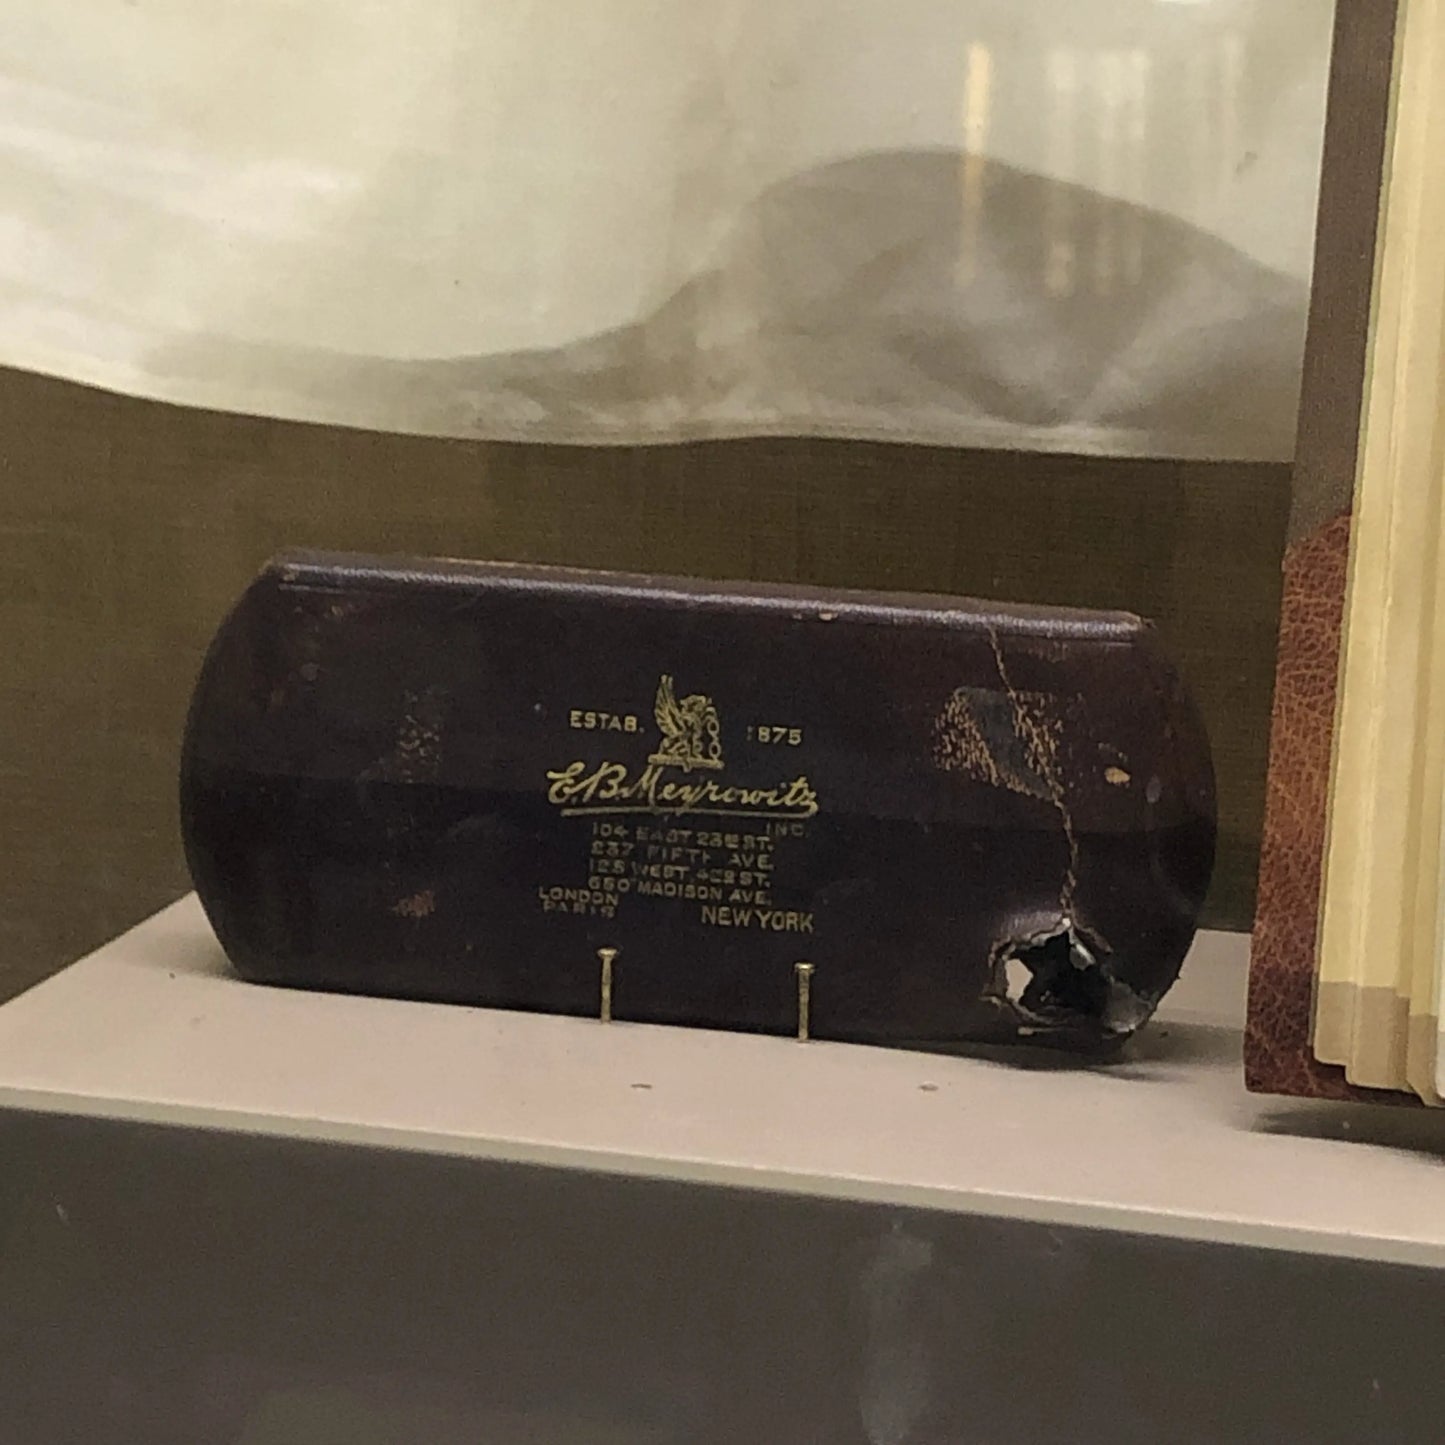 ESTAB. 1875
E.B. Meyrowitz
INC.
104 EAST 23RD ST.
237 FIFTH AVE.
125 WEST 42ND ST.
650 MADISON AVE.
LONDON
PARIS NEW YORK